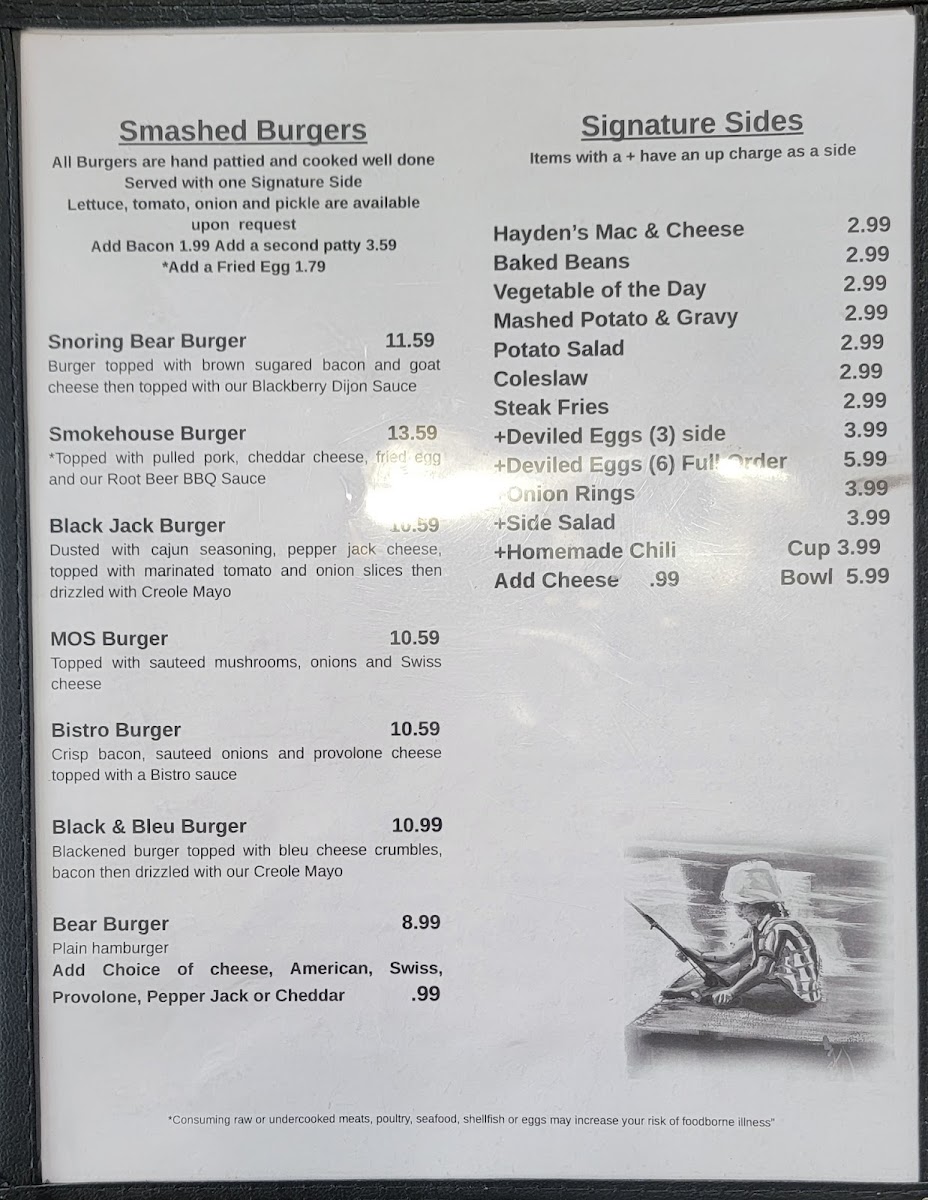 Smashed Burgers
All Burgers are hand pattied and cooked well done
Served with one Signature Side
Lettuce, tomato, onion and pickle are available
upon request
Add Bacon 1.99 Add a second patty 3.59
*Add a Fried Egg 1.79
Snoring Bear Burger 11.59
Burger topped with brown sugared bacon and goat
cheese then topped with our Blackberry Dijon Sauce
Smokehouse Burger 13.59
*Topped with pulled pork, cheddar cheese, fried egg
and our Root Beer BBQ Sauce
Black Jack Burger 10.59
Dusted with cajun seasoning, pepper jack cheese,
topped with marinated tomato and onion slices then
drizzled with Creole Mayo
MOS Burger 10.59
Topped with sauteed mushrooms, onions and Swiss
cheese
Bistro Burger 10.59
Crisp bacon, sauteed onions and provolone cheese
topped with a Bistro sauce
Black & Bleu Burger 10.99
Blackened burger topped with bleu cheese crumbles,
bacon then drizzled with our Creole Mayo
Bear Burger 8.99
Plain hamburger
Add Choice of cheese, American, Swiss,
Provolone, Pepper Jack or Cheddar .99
Signature Sides
Items with a + have an up charge as a side
Hayden's Mac & Cheese 2.99
Baked Beans 2.99
Vegetable of the Day 2.99
Mashed Potato & Gravy 2.99
Potato Salad 2.99
Coleslaw 2.99
Steak Fries 2.99
+Deviled Eggs (3) side 3.99
+Deviled Eggs (6) Full Order 5.99
+Onion Rings 3.99
+Side Salad 3.99
+Homemade Chili Cup 3.99
Add Cheese .99 Bowl 5.99
*Consuming raw or undercooked meats, poultry, seafood, shellfish or eggs may increase your risk of foodborne illness"